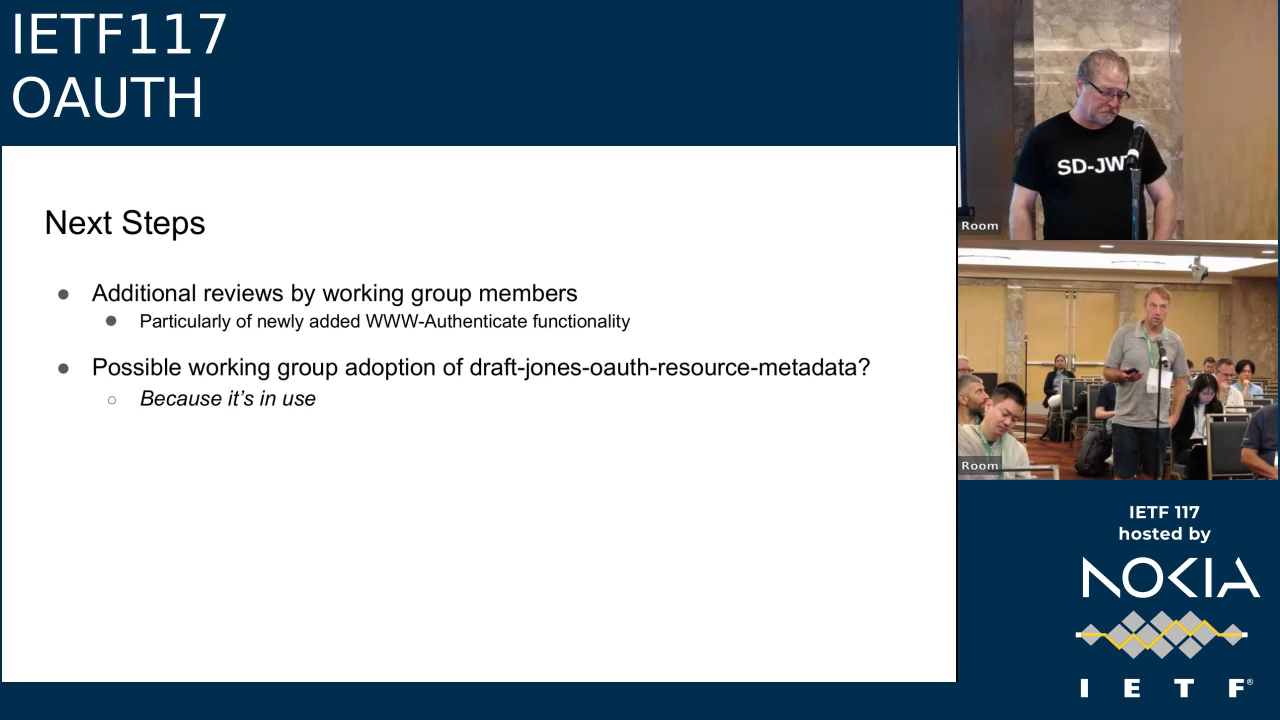 IETF117
OAUTH
Next Steps
Additional reviews by working group members
Particularly of newly added WWW-Authenticate functionality
Possible working group adoption of draft-jones-oauth-resource-metadata?
Because it's in use
SD-JWT
Room
Room
IETF 117
hosted by
NOKIA
I E T F®